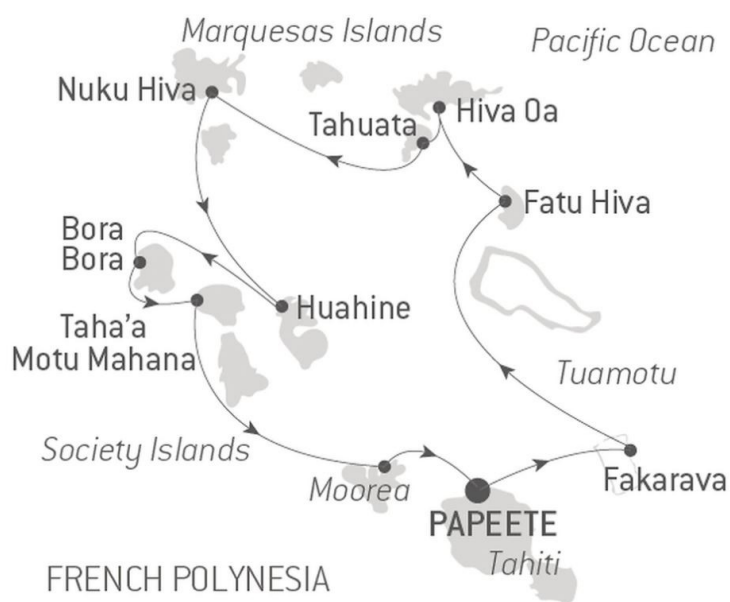 Marquesas Islands
Pacific Ocean
Nuku Hiva
Hiva Oa
Tahuata
Fatu Hiva
Bora
Bora
Huahine
Taha’a
Motu Mahana
Tuamotu
Society Islands
Moorea
Fakarava
PAPEETE
Tahiti
FRENCH POLYNESIA